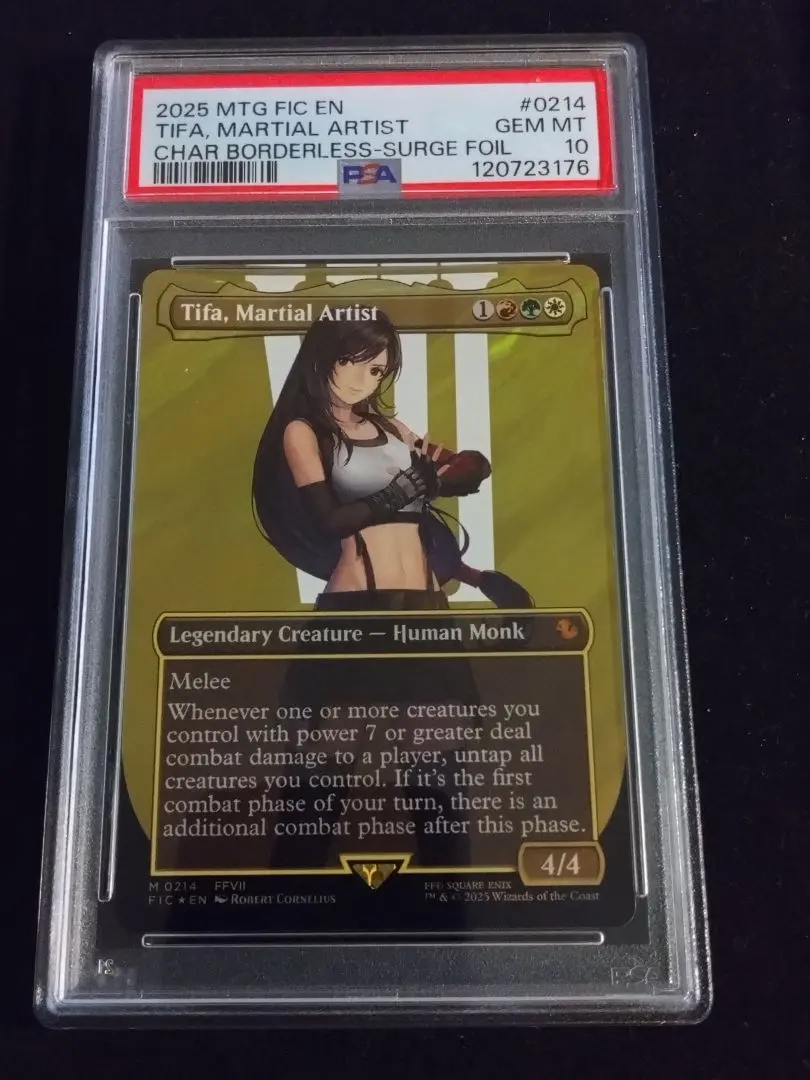 2025 MTG FIC EN #0214
TIFA, MARTIAL ARTIST GEM MT
CHAR BORDERLESS-SURGE FOIL 10
PSA 120723176
VII
Tifa, Martial Artist 1
Legendary Creature — Human Monk
Melee
Whenever one or more creatures you
control with power 7 or greater deal
combat damage to a player, untap all
creatures you control. If it's the first
combat phase of your turn, there is an
additional combat phase after this phase.
4/4
M 0214 FFVII FF© SQUARE ENIX
FIC ★ EN ROBERT CORNELIUS ™ & © 2025 Wizards of the Coast
PSA